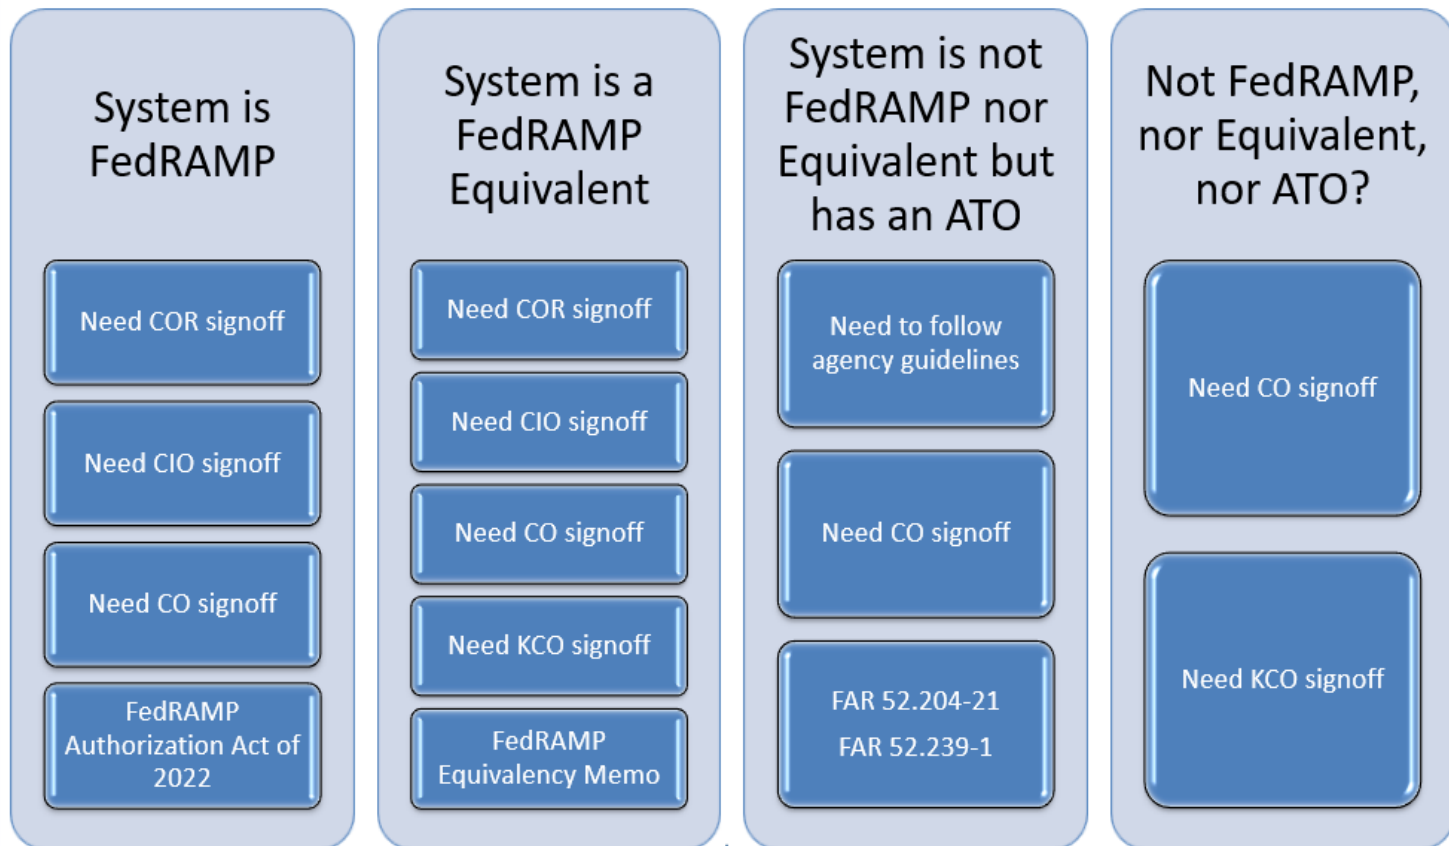 System is
FedRAMP
Need COR signoff
Need CIO signoff
Need CO signoff
FedRAMP
Authorization Act of
2022
System is a
FedRAMP
Equivalent
Need COR signoff
Need CIO signoff
Need CO signoff
Need KCO signoff
FedRAMP
Equivalency Memo
System is not
FedRAMP nor
Equivalent but
has an ATO
Need to follow
agency guidelines
Need CO signoff
FAR 52.204-21
FAR 52.239-1
Not FedRAMP,
nor Equivalent,
nor ATO?
Need CO signoff
Need KCO signoff